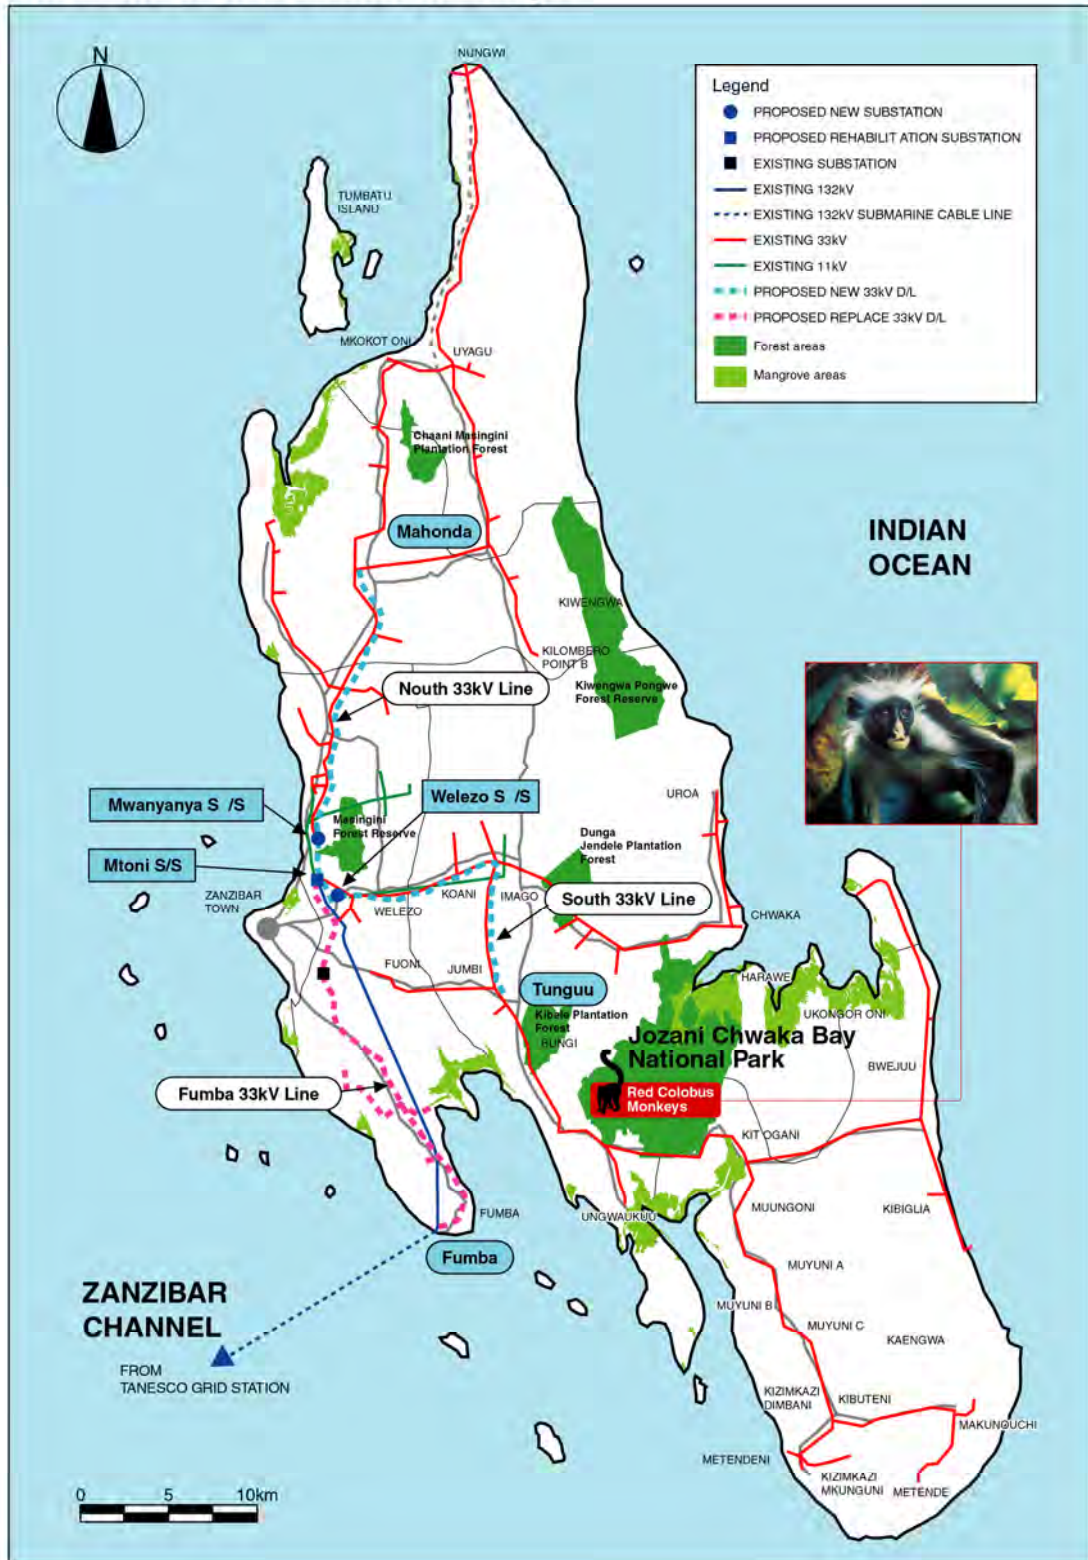 N
NUNGWI
Legend
PROPOSED NEW SUBSTATION
PROPOSED REHABILIT ATION SUBSTATION
EXISTING SUBSTATION
EXISTING 132kV
EXISTING 132kV SUBMARINE CABLE LINE
EXISTING 33kV
EXISTING 11kV
PROPOSED NEW 33kV D/L
PROPOSED REPLACE 33kV D/L
Forest areas
Mangrove areas
TUMBATU
ISLANU
MKOKOT ONI
UYAGU
Chaani Masingini
Plantation Forest
Mahonda
INDIAN
OCEAN
KIWENGWA
KILOMBERO
POINT B
Kiwengwa Pongwe
Forest Reserve
Nouth 33kV Line
Mwanyanya S /S
Welezo S /S
UROA
Masingini
Forest Reserve
Dunga
Jendele Plantation
Forest
Mtoni S/S
ZANZIBAR
TOWN
WELEZO
KOANI
IMAGO
South 33kV Line
CHWAKA
FUONI
JUMBI
Tunguu
HARAWE
UKONGOR ONI
Kibele Plantation
Forest
BUNGI
Jozani Chwaka Bay
National Park
BWEJUU
Red Colobus
Monkeys
Fumba 33kV Line
KIT OGANI
FUMBA
UNGWAUKUU
MUUNGONI
KIBIGLIA
Fumba
MUYUNI A
ZANZIBAR
CHANNEL
MUYUNI B
MUYUNI C
KAENGWA
FROM
TANESCO GRID STATION
KIZIMKAZI
DIMBANI
KIBUTENI
MAKUNOUCHI
METENDENI
KIZIMKAZI
MKUNGUNI
METENDE
0 5 10km